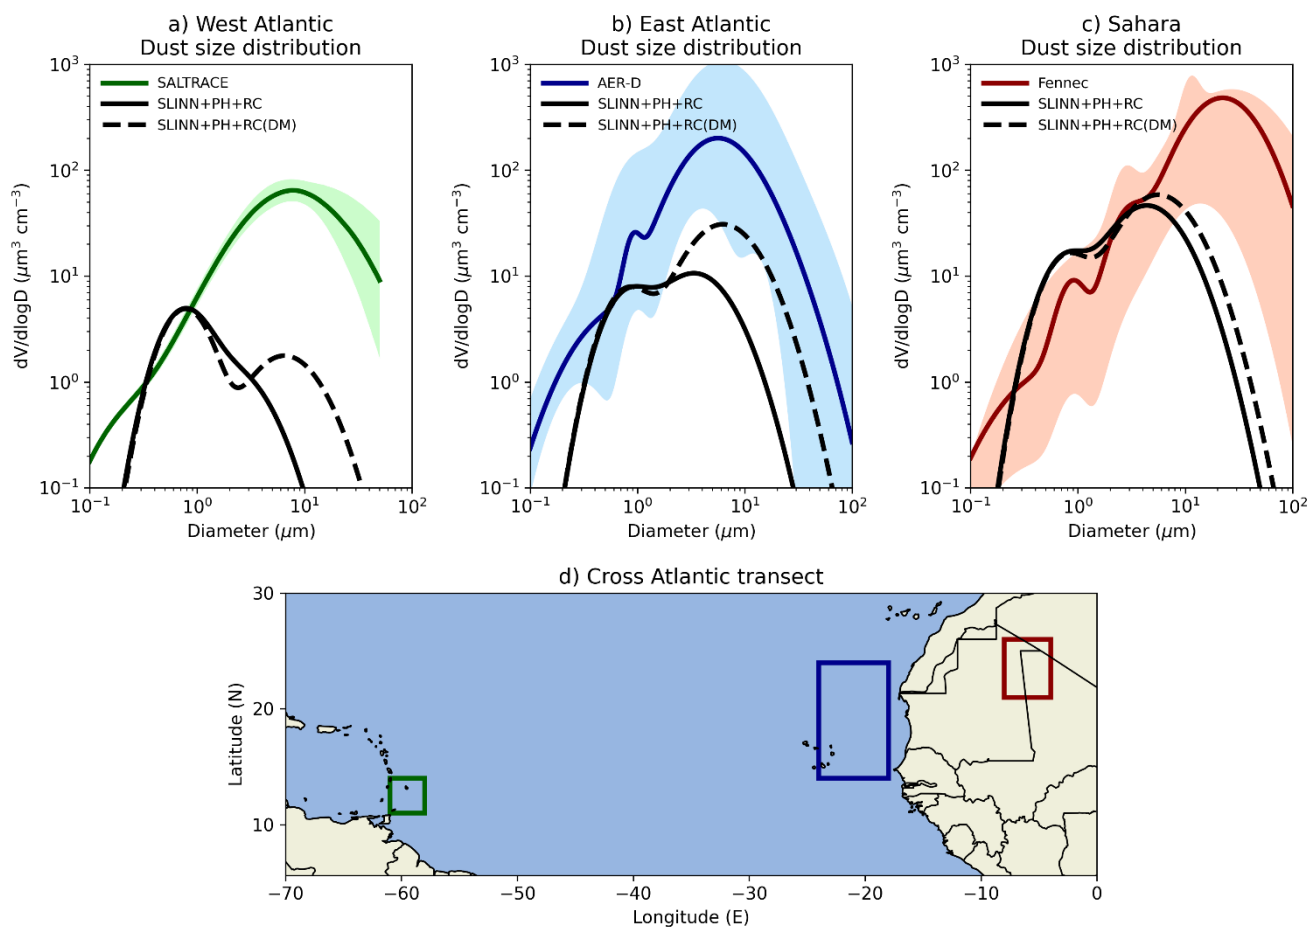 a) West Atlantic
Dust size distribution
10³
10²
10¹
10⁰
10⁻¹
dV/dlogD (μm³ cm⁻³)
SALTRACE
SLINN+PH+RC
SLINN+PH+RC(DM)
10⁻¹ 10⁰ 10¹ 10²
Diameter (μm)
b) East Atlantic
Dust size distribution
10³
10²
10¹
10⁰
10⁻¹
dV/dlogD (μm³ cm⁻³)
AER-D
SLINN+PH+RC
SLINN+PH+RC(DM)
10⁻¹ 10⁰ 10¹ 10²
Diameter (μm)
c) Sahara
Dust size distribution
10³
10²
10¹
10⁰
10⁻¹
dV/dlogD (μm³ cm⁻³)
Fennec
SLINN+PH+RC
SLINN+PH+RC(DM)
10⁻¹ 10⁰ 10¹ 10²
Diameter (μm)
d) Cross Atlantic transect
30
20
10
Latitude (N)
−70 −60 −50 −40 −30 −20 −10 0
Longitude (E)